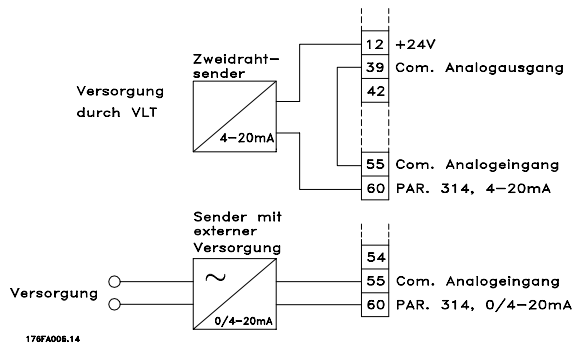 12 +24V
Zweidraht-
sender
39 Com. Analogausgang
Versorgung
durch VLT
42
4-20mA
55 Com. Analogeingang
60 PAR. 314, 4-20mA
Sender mit
externer
Versorgung
54
~
55 Com. Analogeingang
Versorgung
60 PAR. 314, 0/4-20mA
0/4-20mA
176FA006.14